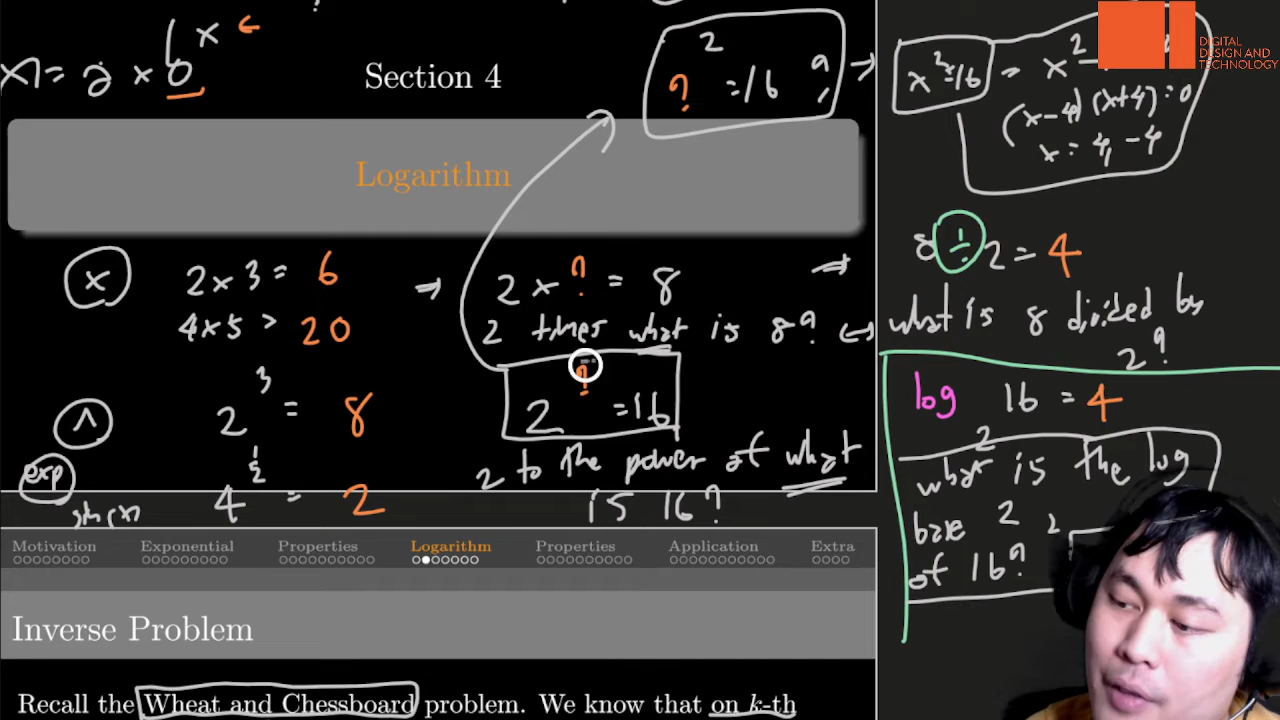 Section 4
Logarithm
?² = 16 ?
x² = 16
(x-4)(x+4) = 0
x = 4, -4
× 2 × 3 = 6
4 × 5 > 20
2 × ? = 8
2 times what is 8?
8 ÷ 2 = 4
what is 8 divided by
2?
^ 2³ = 8
exp 4^½ = 2
2^? = 16
2 to the power of what
is 16?
log₂ 16 = 4
what is the log
base 2
of 16?
Motivation Exponential Properties Logarithm Properties Application Extra
Inverse Problem
Recall the Wheat and Chessboard problem. We know that on k-th
DIGITAL
DESIGN AND
TECHNOLOGY